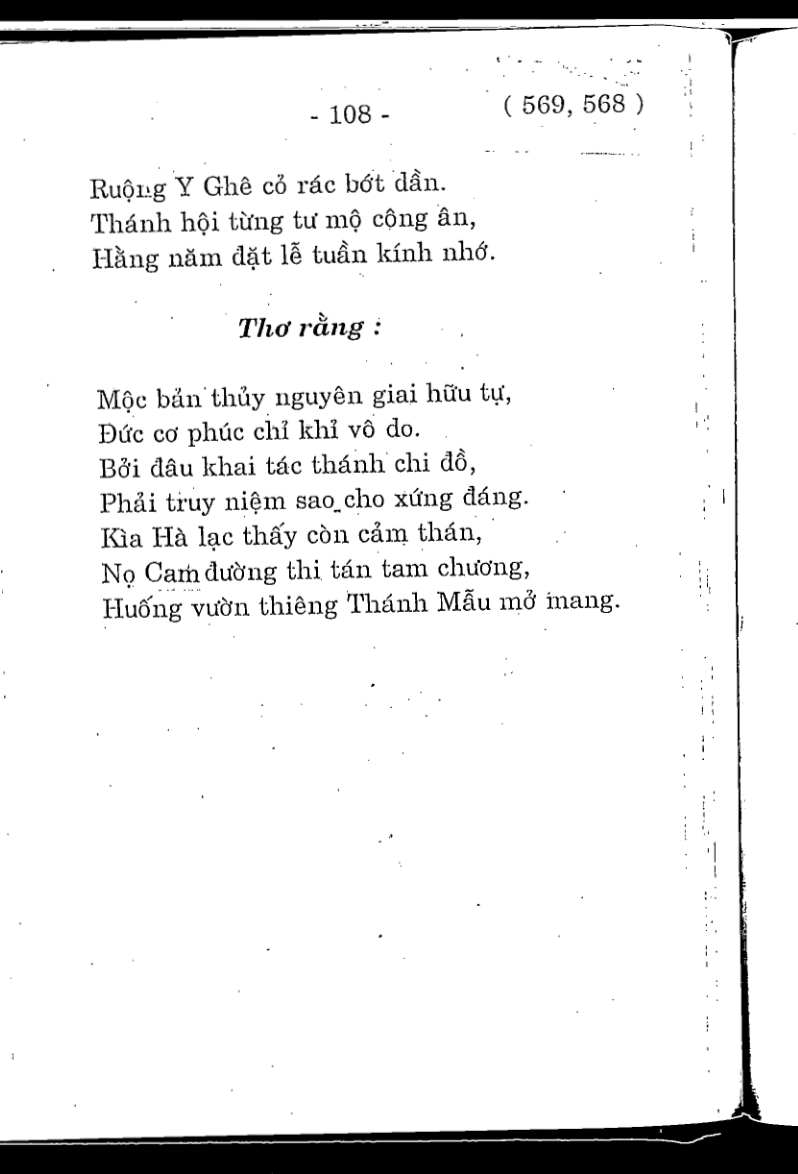 - 108 - ( 569, 568 )
Ruộng Y Ghê cỏ rác bớt dần.
Thánh hội từng tư mộ công ân,
Hằng năm đặt lễ tuần kính nhớ.
Thơ rằng :
Mộc bản thủy nguyên giai hữu tự,
Đức cơ phúc chỉ khỉ vô do.
Bởi đâu khai tác thánh chi đồ,
Phải truy niệm sao cho xứng đáng.
Kìa Hà lạc thấy còn cảm thán,
Nọ Cam đường thi tán tam chương,
Huống vườn thiêng Thánh Mẫu mở mang.